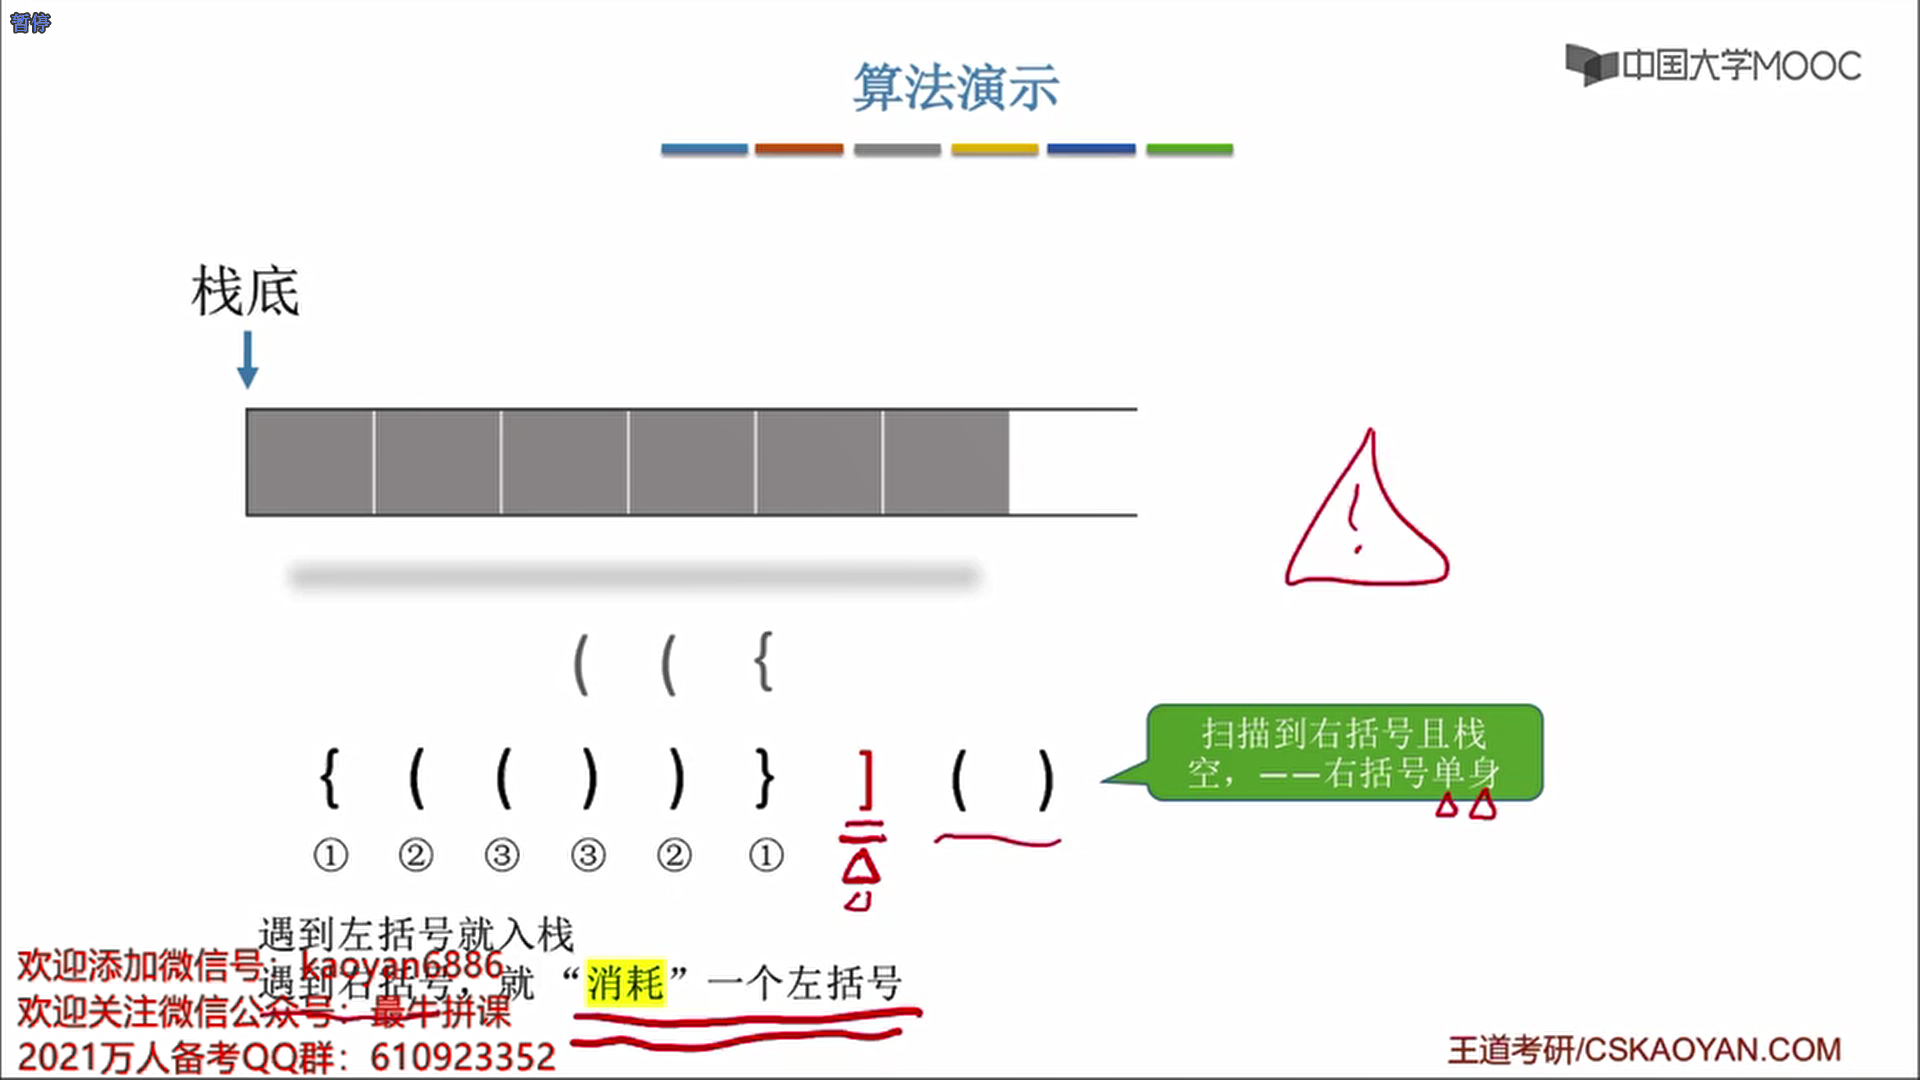 暂停
中国大学MOOC
算法演示
栈底
( ( {
{ ( ( ) ) } ] ( )
扫描到右括号且栈
空，——右括号单身
① ② ③ ③ ② ①
遇到左括号就入栈
遇到右括号，就“消耗”一个左括号
欢迎添加微信号：kaoyan6886
欢迎关注微信公众号：最牛拼课
2021万人备考QQ群：610923352
王道考研/CSKAOYAN.COM